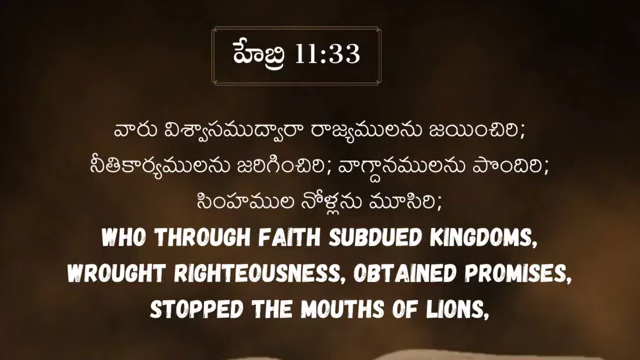 హేబ్రి 11:33
వారు విశ్వాసముద్వారా రాజ్యములను జయించిరి;
నీతికార్యములను జరిగించిరి; వాగ్దానములను పొందిరి;
సింహముల నోళ్లను మూసిరి;
WHO THROUGH FAITH SUBDUED KINGDOMS,
WROUGHT RIGHTEOUSNESS, OBTAINED PROMISES,
STOPPED THE MOUTHS OF LIONS,